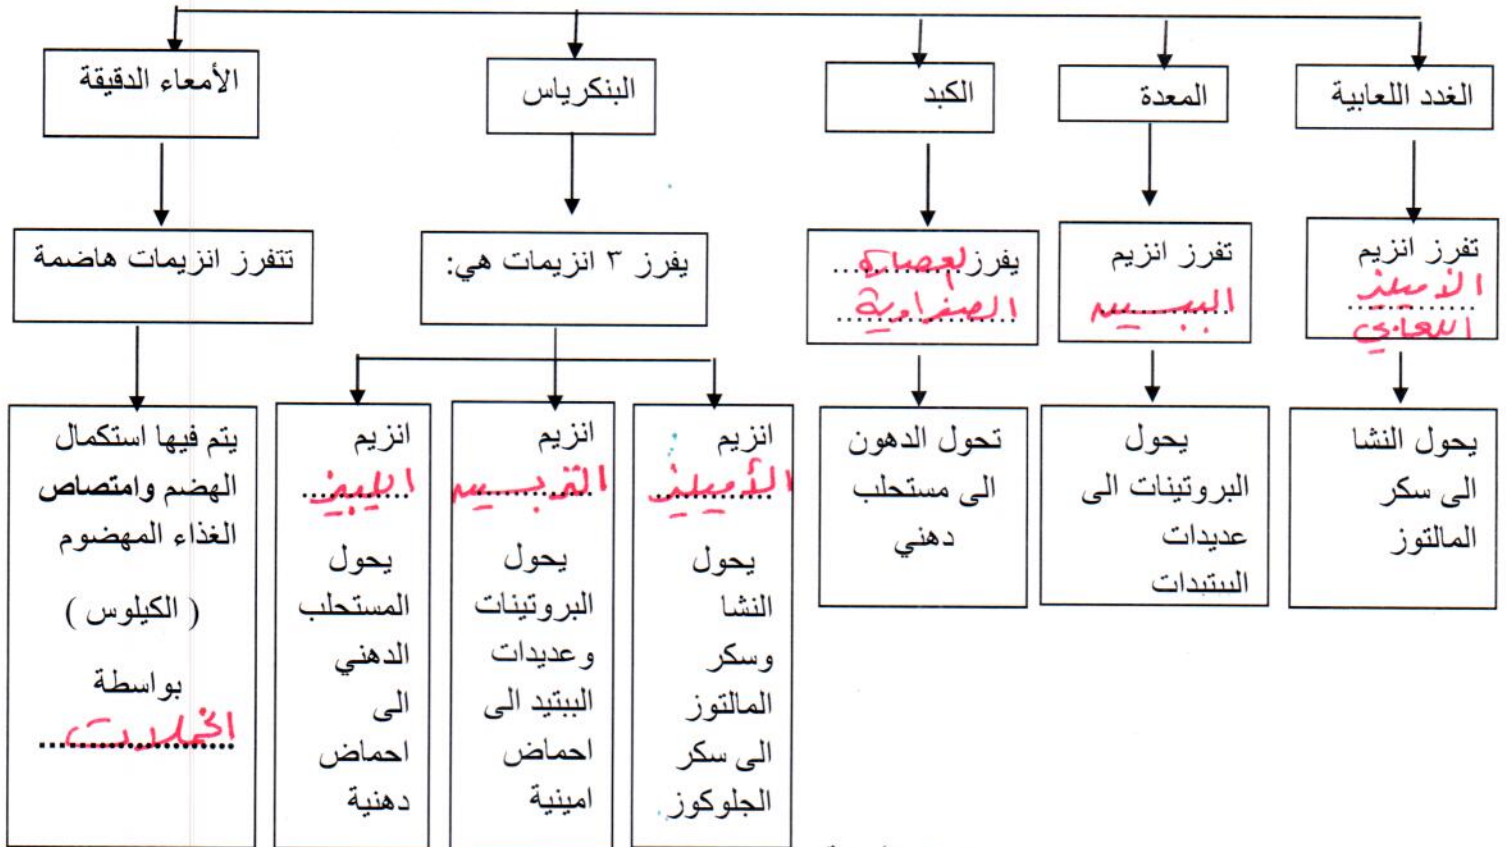 الغدد اللعابية
المعدة
الكبد
البنكرياس
الأمعاء الدقيقة
تفرز انزيم
الأميليز
اللعابي
تفرز انزيم
الببسين
يفرز العصارة
الصفراوية
يفرز ٣ انزيمات هي:
تتفرز انزيمات هاضمة
يحول النشا
الى سكر
المالتوز
يحول
البروتينات الى
عديدات
الببتيدات
تحول الدهون
الى مستحلب
دهني
انزيم
الأميليز
يحول
النشا
وسكر
المالتوز
الى سكر
الجلوكوز
انزيم
التربسين
يحول
البروتينات
وعديدات
الببتيد الى
احماض
امينية
انزيم
الليبيز
يحول
المستحلب
الدهني
الى
احماض
دهنية
يتم فيها استكمال
الهضم وامتصاص
الغذاء المهضوم
( الكيلوس )
بواسطة
الخملات